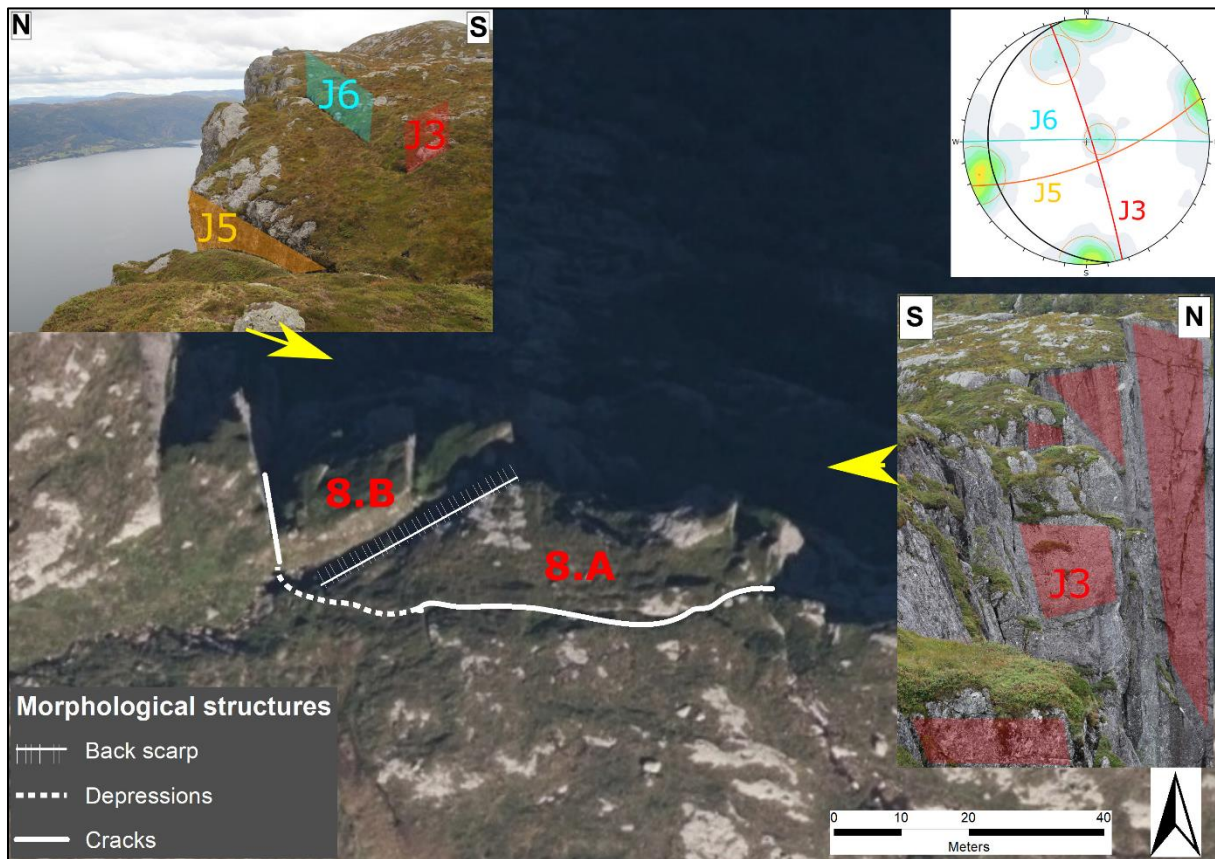 N
S
J6
J3
J5
N
J6
W
J5
J3
S
S
N
J3
8.B
8.A
Morphological structures
Back scarp
Depressions
Cracks
0
10
20
40
Meters